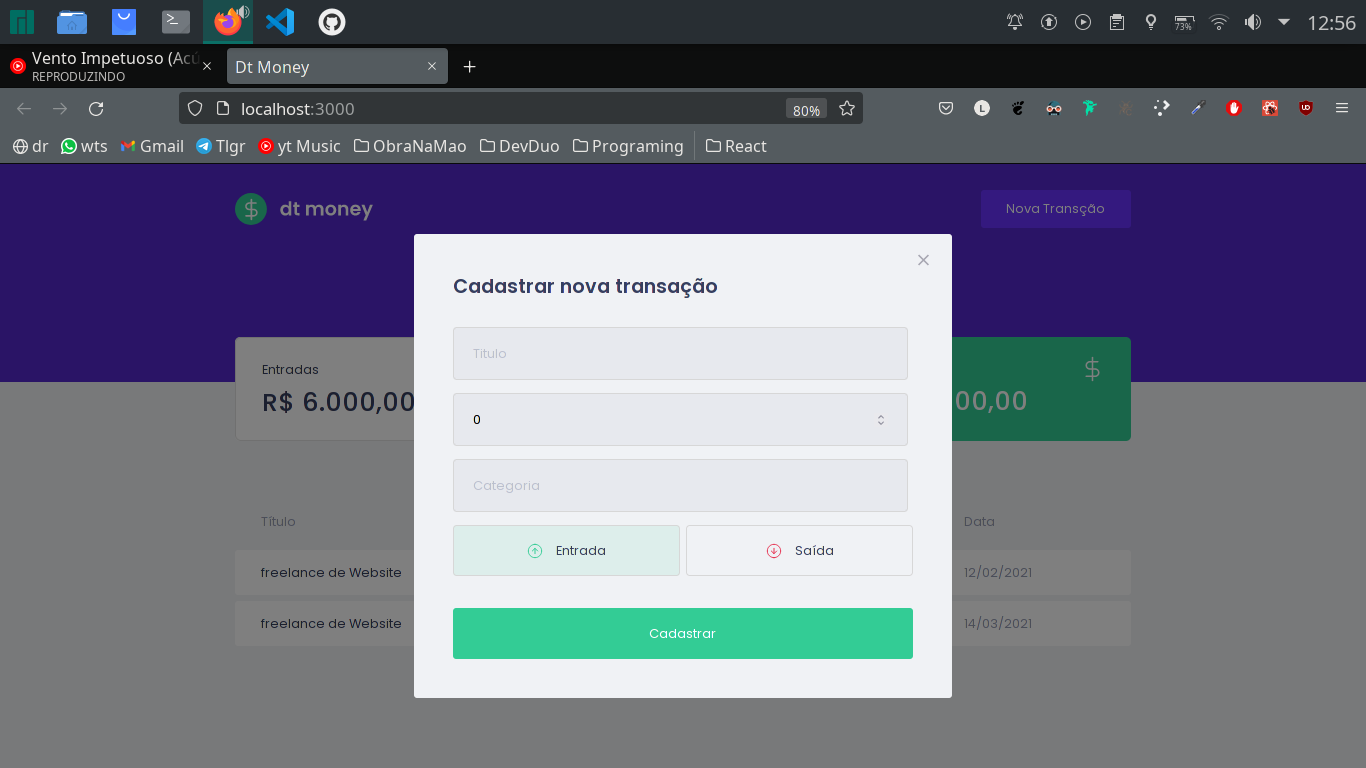 73%
12:56
Vento Impetuoso (Acú
REPRODUZINDO
Dt Money
localhost:3000
80%
L
dr
wts
Gmail
Tlgr
yt Music
ObraNaMao
DevDuo
Programing
React
dt money
Nova Transção
Cadastrar nova transação
Titulo
Entradas
R$ 6.000,00
00,00
0
Categoria
Título
Data
Entrada
Saída
freelance de Website
12/02/2021
freelance de Website
14/03/2021
Cadastrar